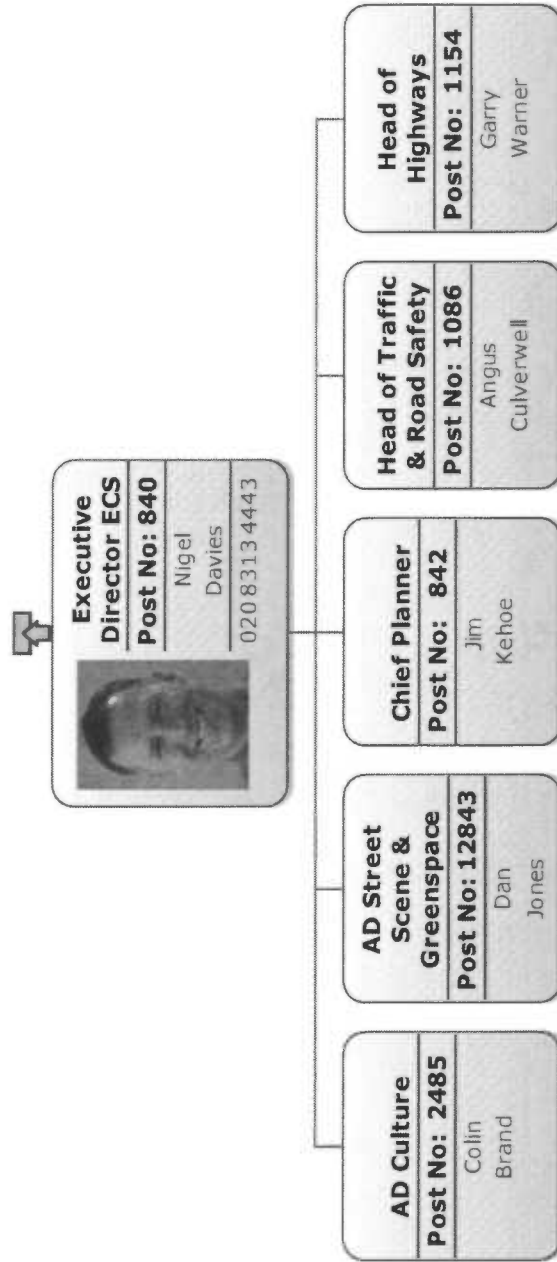 Executive
Director ECS
Post No: 840
Nigel
Davies
020 8313 4443
AD Culture
Post No: 2485
Colin
Brand
AD Street
Scene &
Greenspace
Post No: 12843
Dan
Jones
Chief Planner
Post No: 842
Jim
Kehoe
Head of Traffic
& Road Safety
Post No: 1086
Angus
Culverwell
Head of
Highways
Post No: 1154
Garry
Warner